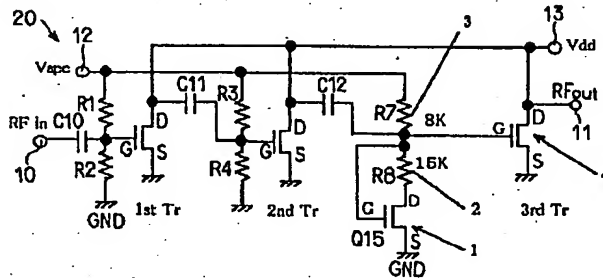 20
12
Vapc
13
Vdd
3
C11
C12
R1
R3
R7
8K
RF in
C10
D
G
S
R2
10
GND
1st Tr
D
G
S
R4
2nd Tr
15K
R8
2
D
G
Q15
S
1
GND
RFout
11
D
G
S
3rd Tr